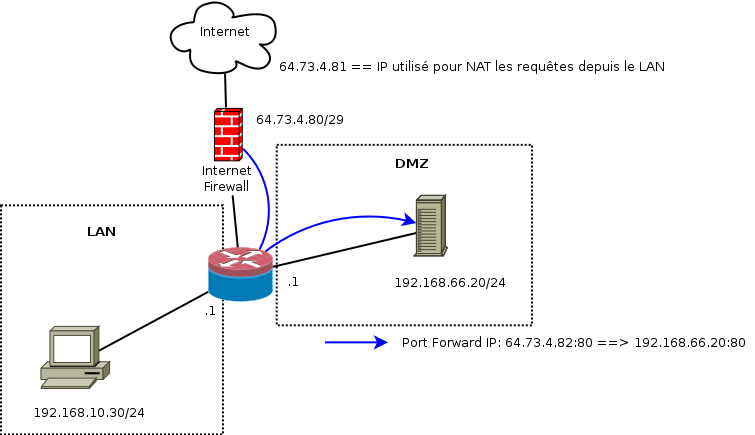 Internet
64.73.4.81 == IP utilisé pour NAT les requêtes depuis le LAN
64.73.4.80/29
Internet
Firewall
DMZ
LAN
192.168.66.20/24
.1
.1
Port Forward IP: 64.73.4.82:80 ==> 192.168.66.20:80
192.168.10.30/24